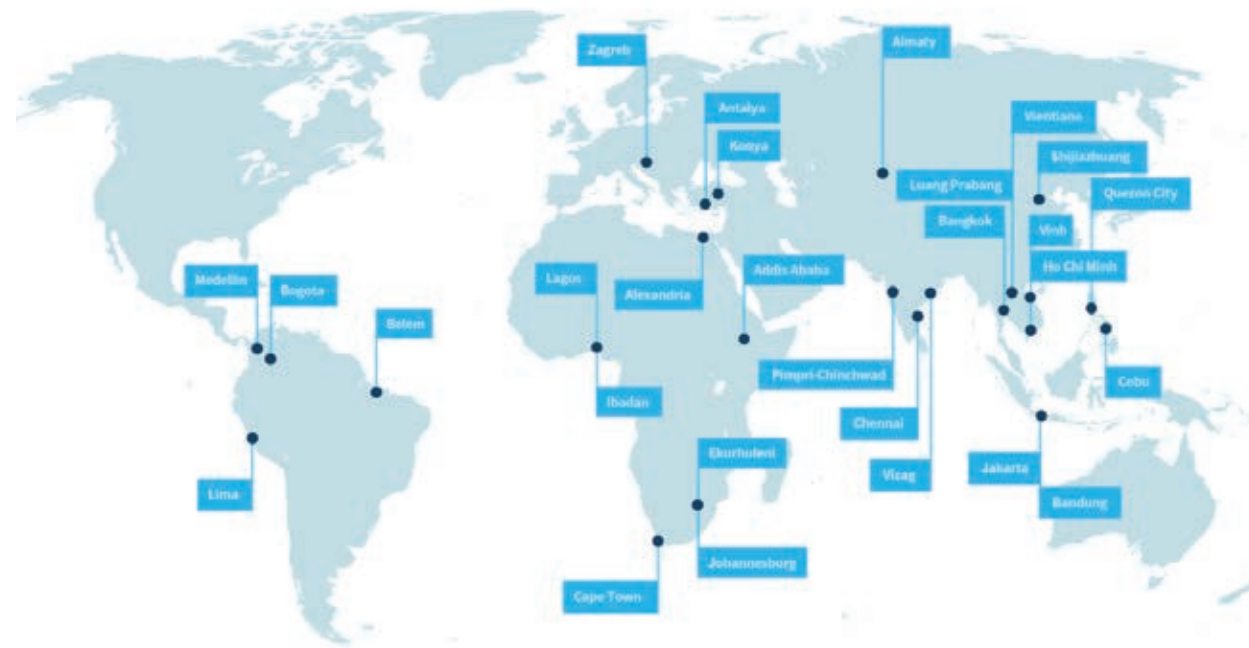 Zagreb
Almaty
Antalya
Konya
Vientiane
Shijiazhuang
Luang Prabang
Quezon City
Bangkok
Vinh
Medellin
Bogota
Lagos
Alexandria
Addis Ababa
Ho Chi Minh
Belem
Pimpri-Chinchwad
Cebu
Ibadan
Chennai
Ekurhuleni
Vizag
Jakarta
Lima
Bandung
Johannesburg
Cape Town